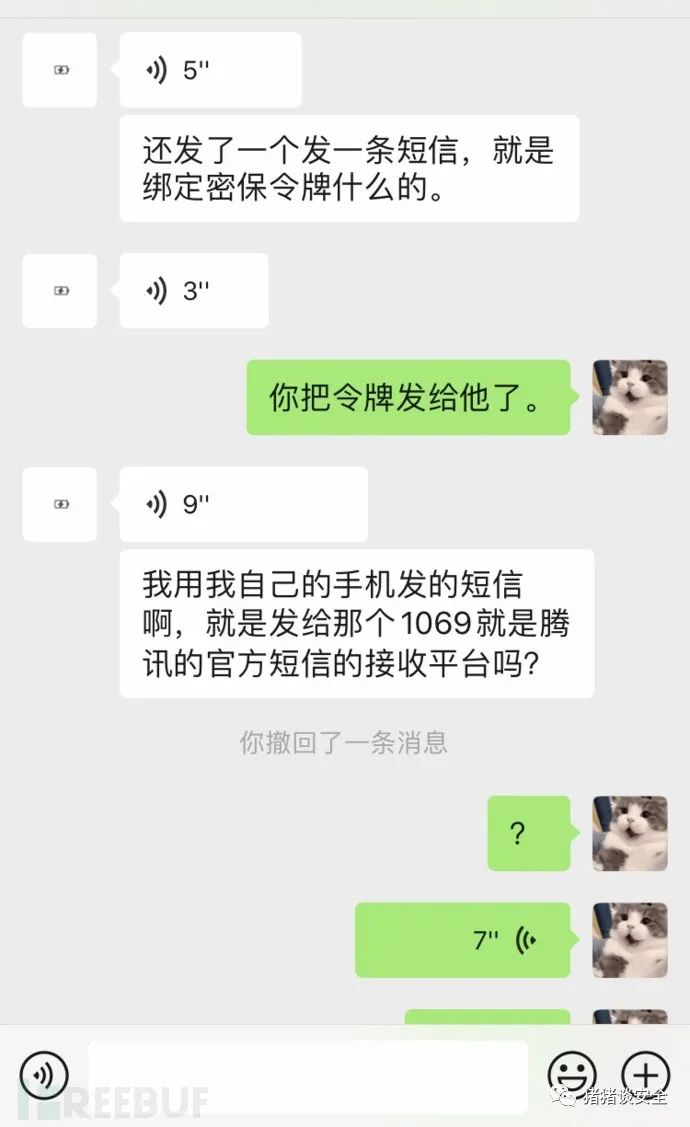 5''
还发了一个发一条短信，就是
绑定密保令牌什么的。
3''
你把令牌发给他了。
9''
我用我自己的手机发的短信
啊，就是发给那个1069就是腾
讯的官方短信的接收平台吗？
你撤回了一条消息
？
7''
REEBUF
猪猪谈安全